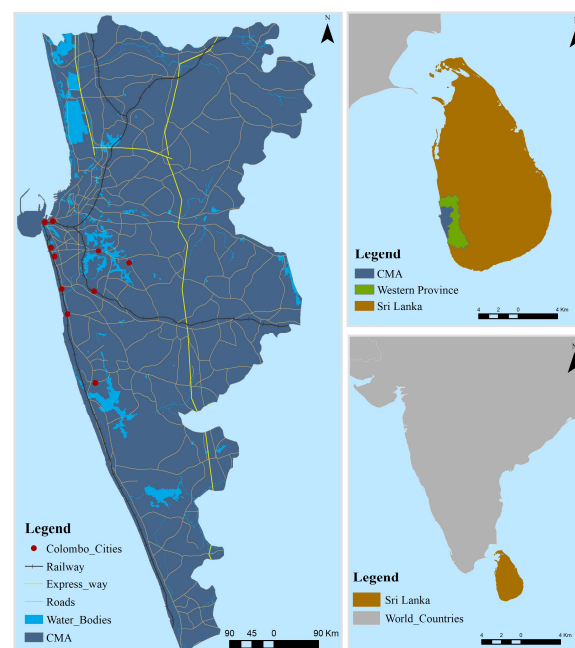 N
Legend
Colombo_Cities
Railway
Express_way
Roads
Water_Bodies
CMA
90 45 0 90 Km
N
Legend
CMA
Western Province
Sri Lanka
4 2 0 4 Km
N
Legend
Sri Lanka
World_Countries
4 2 0 4 Km